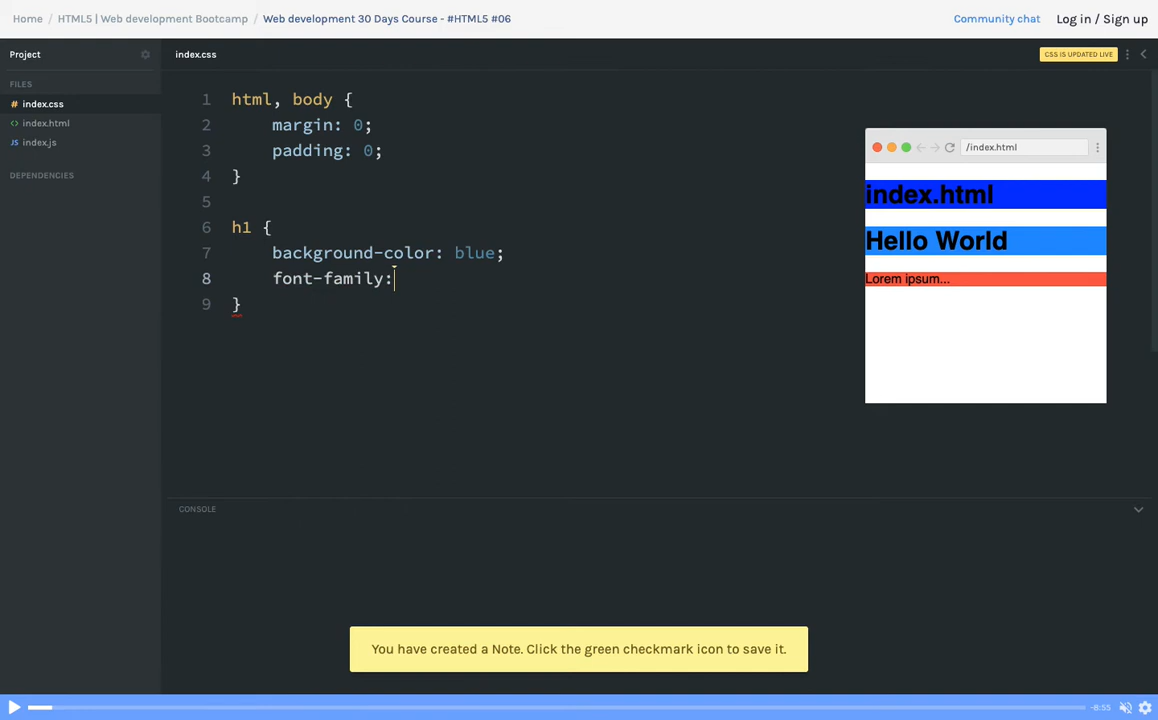 Home / HTML5 | Web development Bootcamp / Web development 30 Days Course - #HTML5 #06
Community chat
Log in / Sign up
Project
index.css
CSS IS UPDATED LIVE
FILES
# index.css
<> index.html
JS index.js
DEPENDENCIES
1 html, body {
2 margin: 0;
3 padding: 0;
4 }
5
6 h1 {
7 background-color: blue;
8 font-family:
9 }
/index.html
index.html
Hello World
Lorem ipsum...
CONSOLE
You have created a Note. Click the green checkmark icon to save it.
-8:55